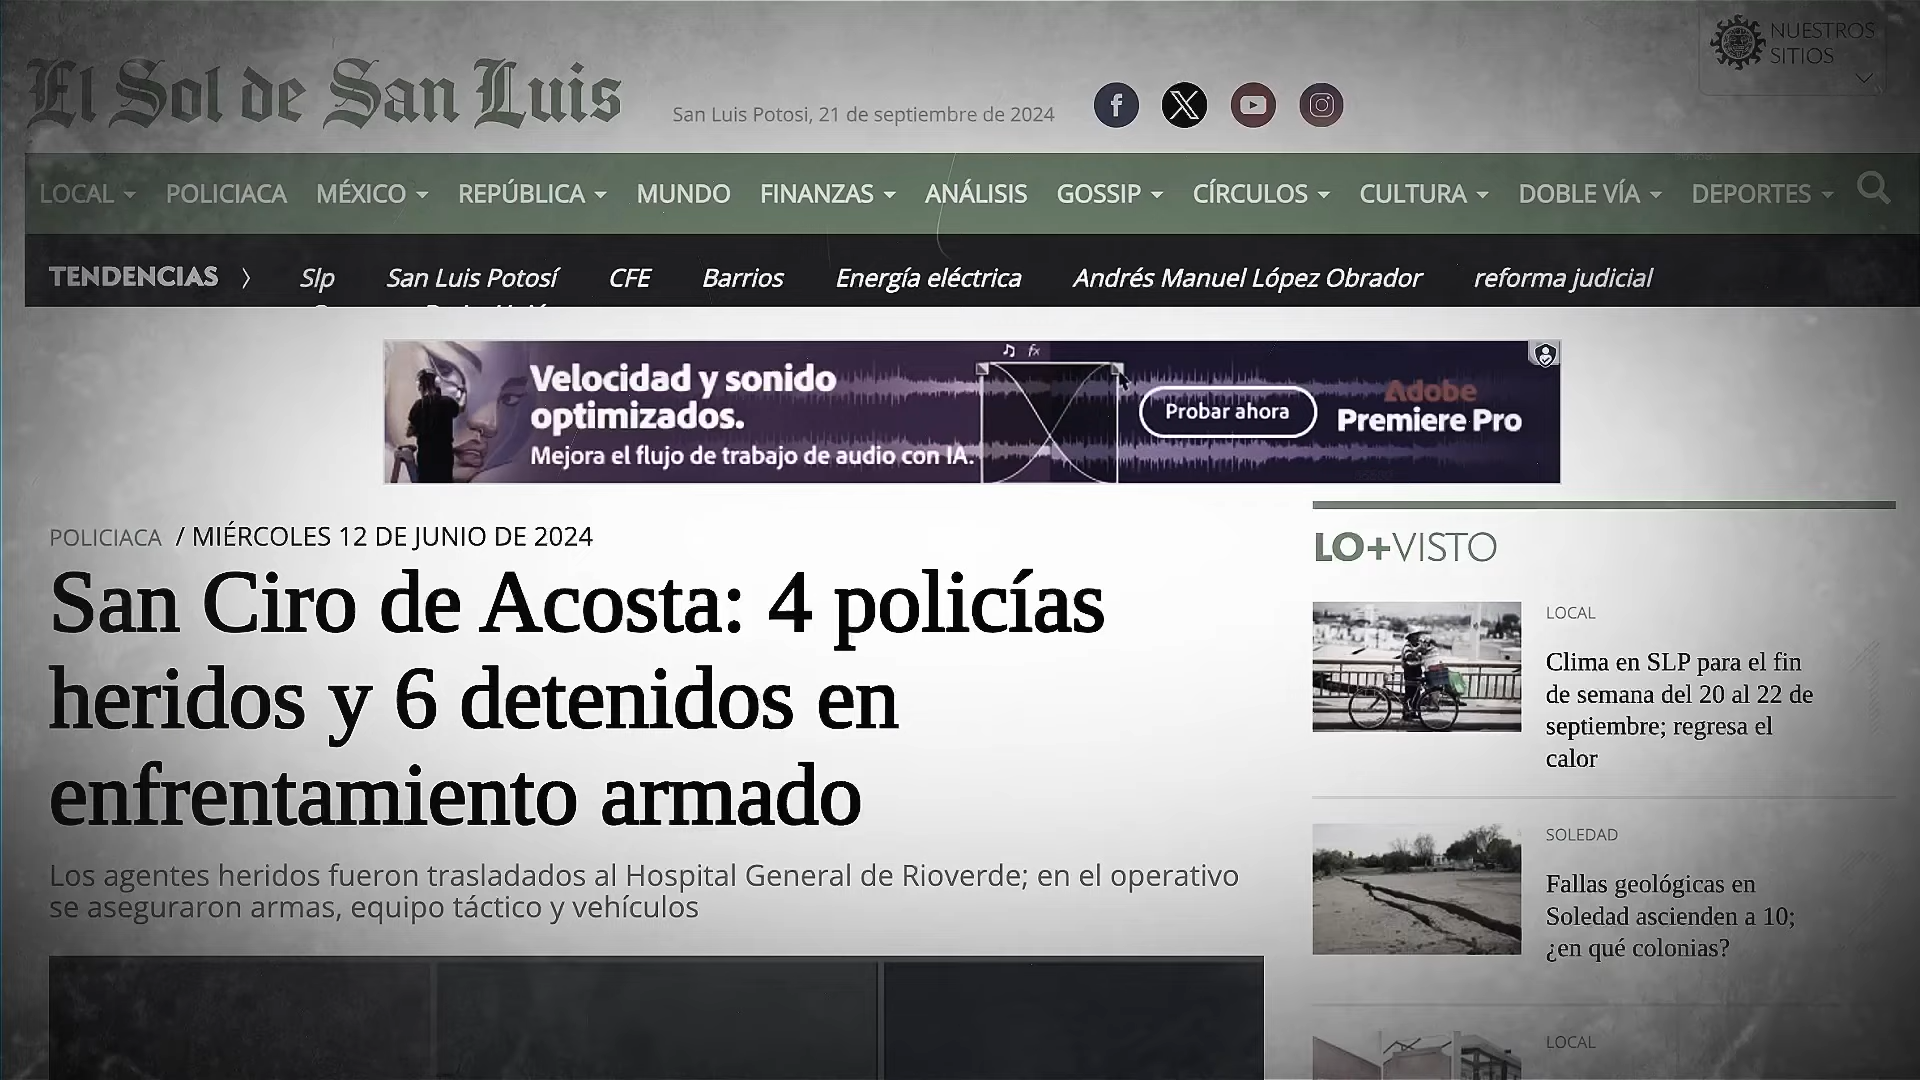 El Sol de San Luis
San Luis Potosi, 21 de septiembre de 2024
NUESTROS
SITIOS
LOCAL POLICIACA MÉXICO REPÚBLICA MUNDO FINANZAS ANÁLISIS GOSSIP CÍRCULOS CULTURA DOBLE VÍA DEPORTES
TENDENCIAS Slp San Luis Potosí CFE Barrios Energía eléctrica Andrés Manuel López Obrador reforma judicial
Velocidad y sonido
optimizados.
Mejora el flujo de trabajo de audio con IA.
fx
Probar ahora
Adobe
Premiere Pro
POLICIACA / MIÉRCOLES 12 DE JUNIO DE 2024
San Ciro de Acosta: 4 policías
heridos y 6 detenidos en
enfrentamiento armado
Los agentes heridos fueron trasladados al Hospital General de Rioverde; en el operativo
se aseguraron armas, equipo táctico y vehículos
LO+VISTO
LOCAL
Clima en SLP para el fin
de semana del 20 al 22 de
septiembre; regresa el
calor
SOLEDAD
Fallas geológicas en
Soledad ascienden a 10;
¿en qué colonias?
LOCAL